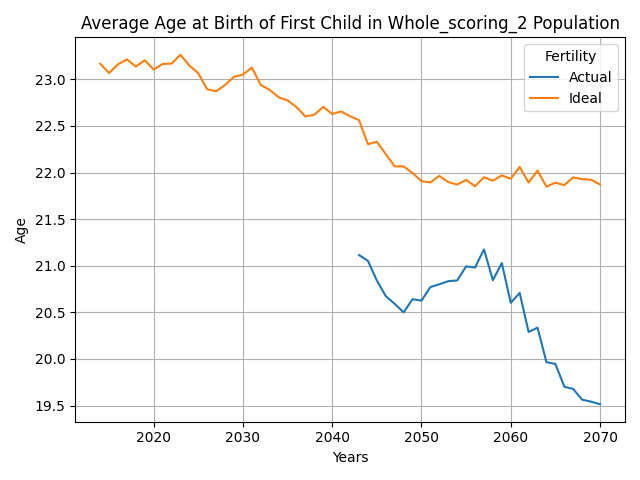 Average Age at Birth of First Child in Whole_scoring_2 Population
Fertility
Actual
Ideal
23.0
22.5
22.0
21.5
21.0
20.5
20.0
19.5
Age
2020 2030 2040 2050 2060 2070
Years